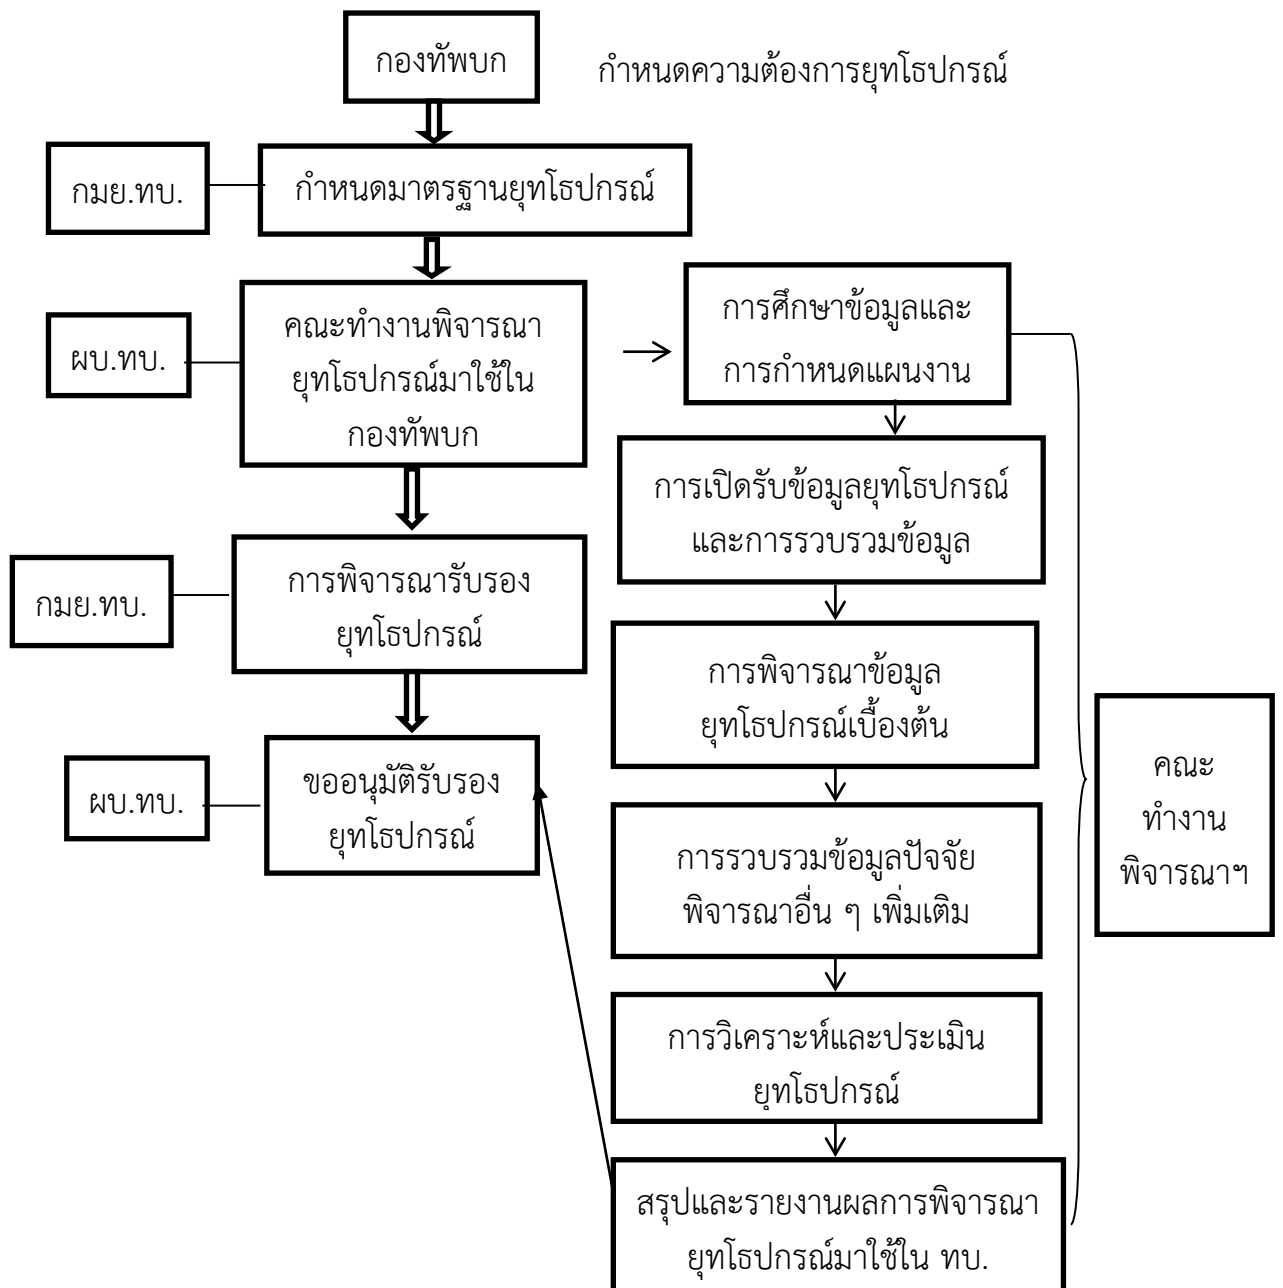 กองทัพบก
กำหนดความต้องการยุทโธปกรณ์
กมย.ทบ.
กำหนดมาตรฐานยุทโธปกรณ์
ผบ.ทบ.
คณะทำงานพิจารณา
ยุทโธปกรณ์มาใช้ใน
กองทัพบก
กมย.ทบ.
การพิจารณารับรอง
ยุทโธปกรณ์
ผบ.ทบ.
ขออนุมัติรับรอง
ยุทโธปกรณ์
การศึกษาข้อมูลและ
การกำหนดแผนงาน
การเปิดรับข้อมูลยุทโธปกรณ์
และการรวบรวมข้อมูล
การพิจารณาข้อมูล
ยุทโธปกรณ์เบื้องต้น
การรวบรวมข้อมูลปัจจัย
พิจารณาอื่น ๆ เพิ่มเติม
การวิเคราะห์และประเมิน
ยุทโธปกรณ์
สรุปและรายงานผลการพิจารณา
ยุทโธปกรณ์มาใช้ใน ทบ.
คณะ
ทำงาน
พิจารณาฯ